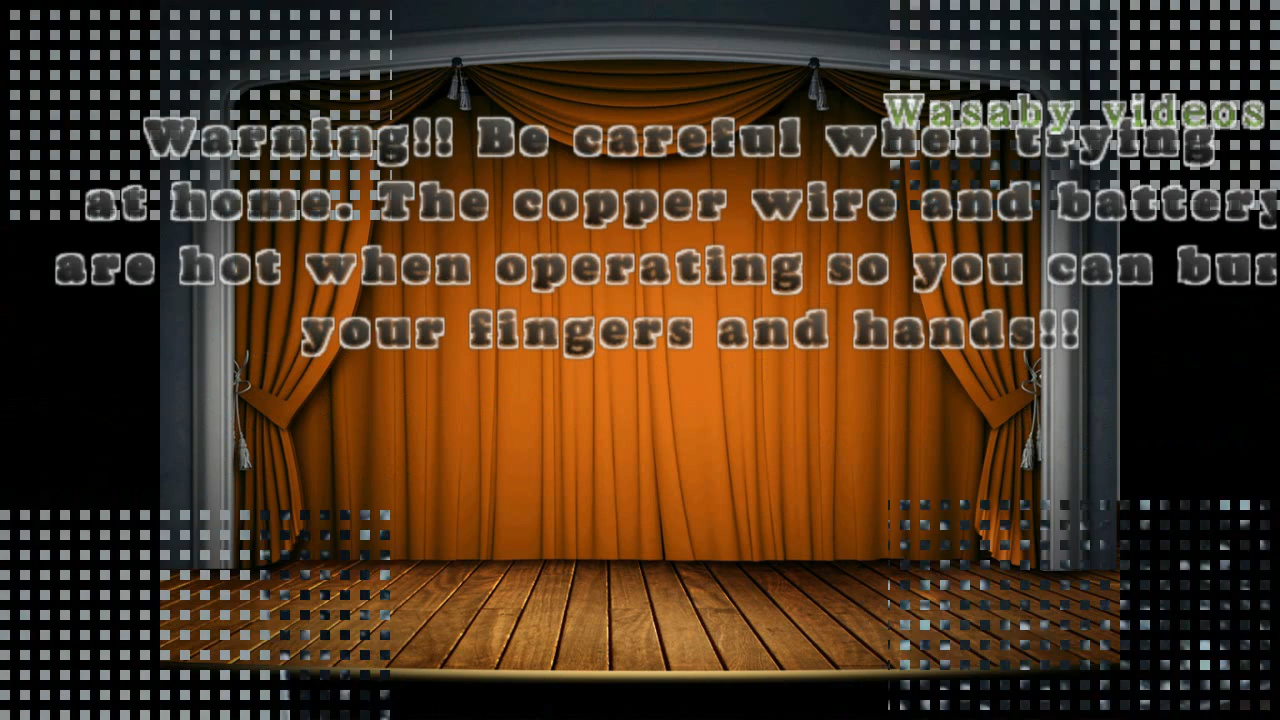 Wasaby videos
Warning!! Be careful when trying
at home. The copper wire and battery
are hot when operating so you can bur
your fingers and hands!!